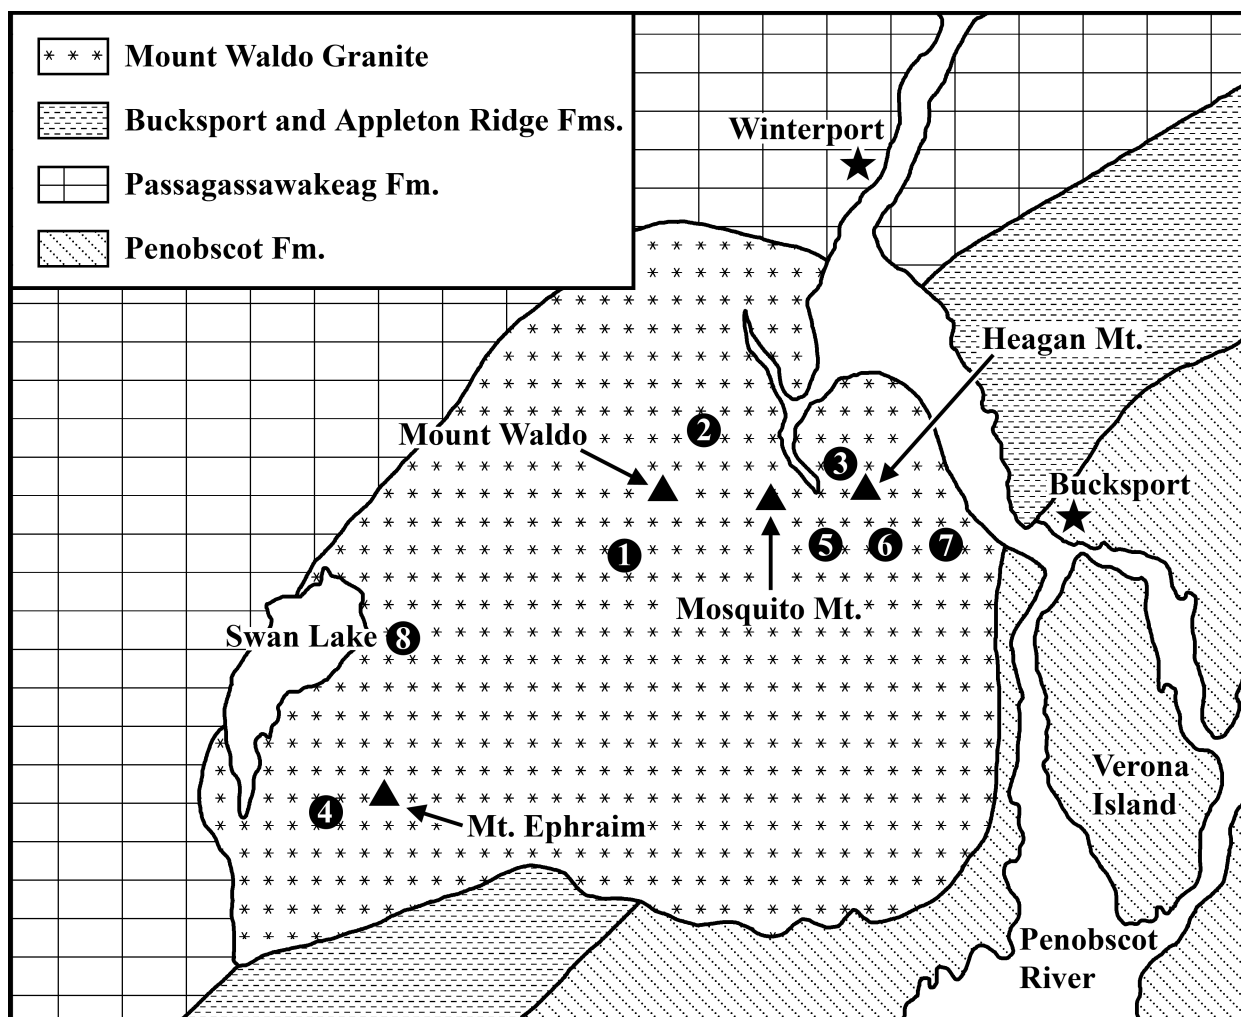 Mount Waldo Granite
Bucksport and Appleton Ridge Fms.
Passagassawakeag Fm.
Penobscot Fm.
Winterport
Heagan Mt.
Mount Waldo
2
3
Bucksport
1
5
6
7
Mosquito Mt.
Swan Lake
8
Verona
Island
4
Mt. Ephraim
Penobscot
River